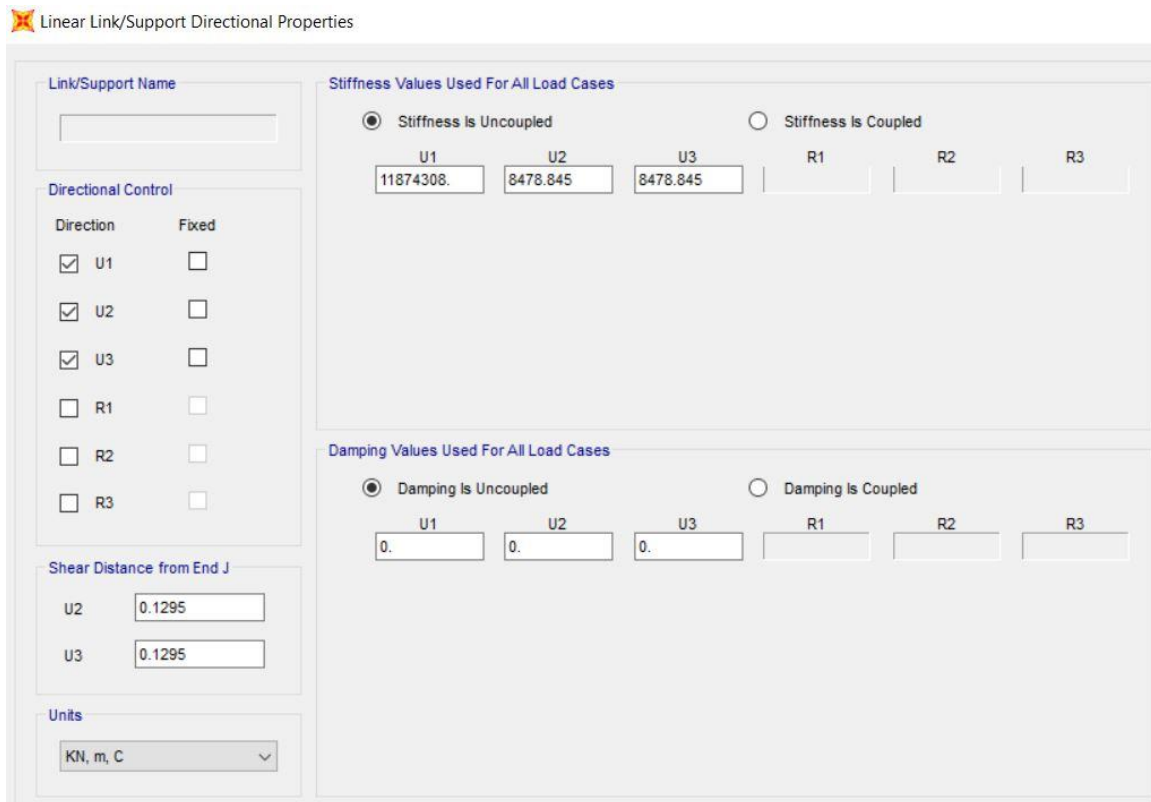 Linear Link/Support Directional Properties
Link/Support Name
Directional Control
Direction Fixed
U1
U2
U3
R1
R2
R3
Shear Distance from End J
U2 0.1295
U3 0.1295
Units
KN, m, C
Stiffness Values Used For All Load Cases
Stiffness Is Uncoupled Stiffness Is Coupled
U1 U2 U3 R1 R2 R3
11874308. 8478.845 8478.845
Damping Values Used For All Load Cases
Damping Is Uncoupled Damping Is Coupled
U1 U2 U3 R1 R2 R3
0. 0. 0.